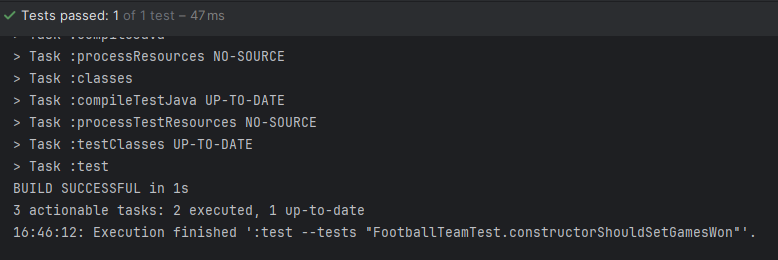 Tests passed: 1 of 1 test – 47 ms
> Task :compileJava
> Task :processResources NO-SOURCE
> Task :classes
> Task :compileTestJava UP-TO-DATE
> Task :processTestResources NO-SOURCE
> Task :testClasses UP-TO-DATE
> Task :test
BUILD SUCCESSFUL in 1s
3 actionable tasks: 2 executed, 1 up-to-date
16:46:12: Execution finished ':test --tests "FootballTeamTest.constructorShouldSetGamesWon"'.